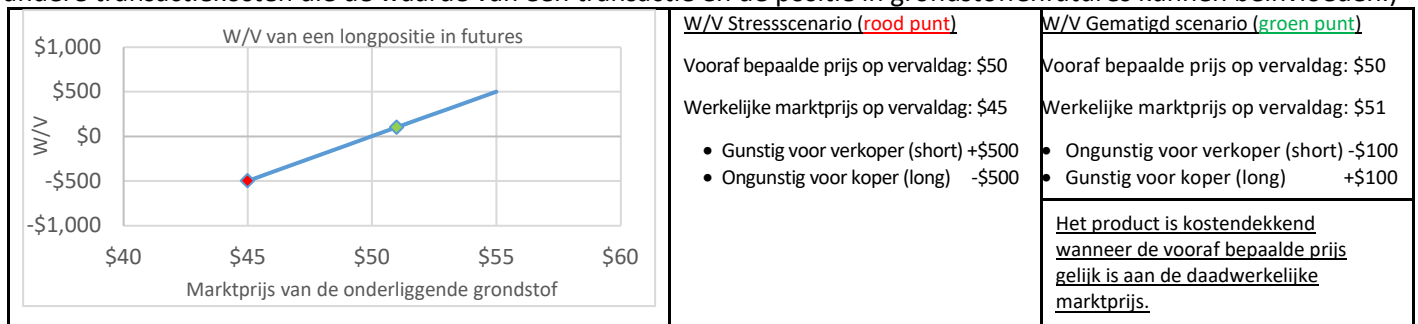 andere transactiekosten die de waarde van een transactie en de positie in grondstoffenfutures kunnen beïnvloeden.)
W/V van een longpositie in futures
$1,000
$500
$0
-$500
-$1,000
W/V
$40 $45 $50 $55 $60
Marktprijs van de onderliggende grondstof
W/V Stressscenario (rood punt)
Vooraf bepaalde prijs op vervaldag: $50
Werkelijke marktprijs op vervaldag: $45
• Gunstig voor verkoper (short) +$500
• Ongunstig voor koper (long) -$500
W/V Gematigd scenario (groen punt)
Vooraf bepaalde prijs op vervaldag: $50
Werkelijke marktprijs op vervaldag: $51
• Ongunstig voor verkoper (short) -$100
• Gunstig voor koper (long) +$100
Het product is kostendekkend
wanneer de vooraf bepaalde prijs
gelijk is aan de daadwerkelijke
marktprijs.